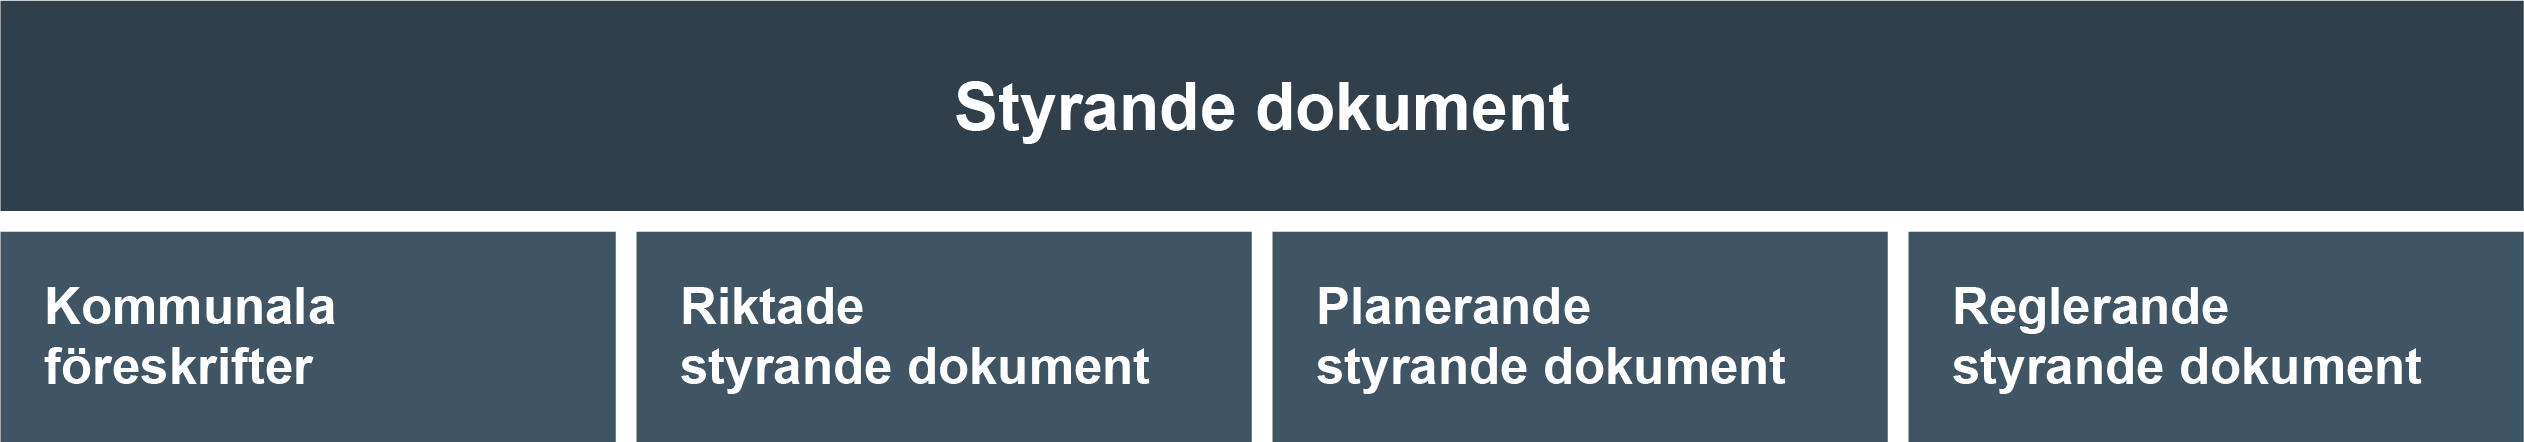 Styrande dokument
Kommunala
föreskrifter
Riktade
styrande dokument
Planerande
styrande dokument
Reglerande
styrande dokument